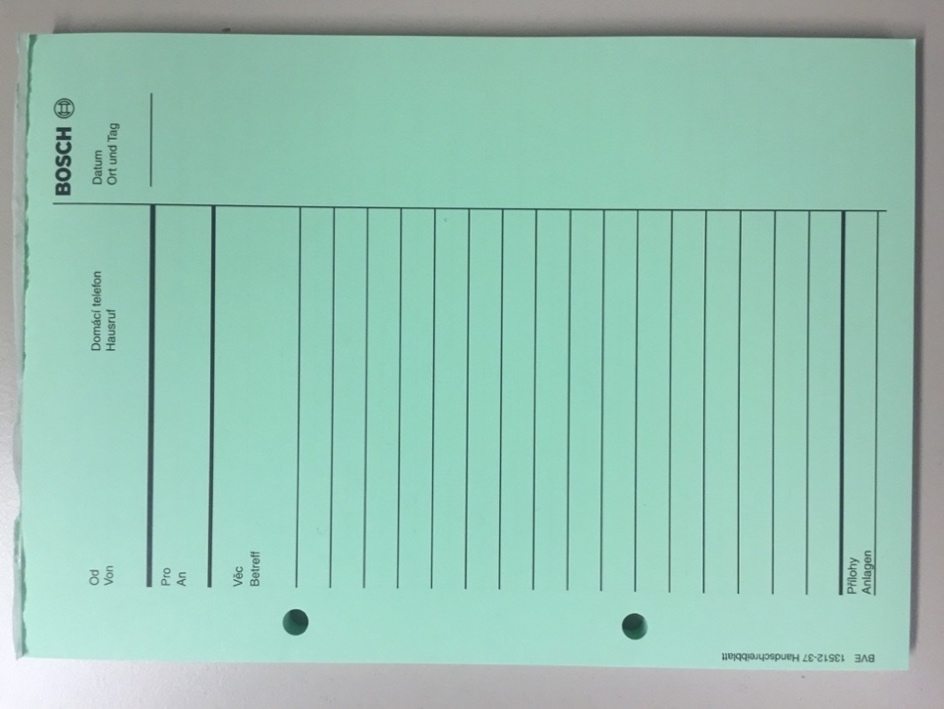 BOSCH
Od
Von
Domácí telefon
Hausruf
Datum
Ort und Tag
Pro
An
Věc
Betreff
Přílohy
Anlagen
BVE 13512-37 Handschreibblatt